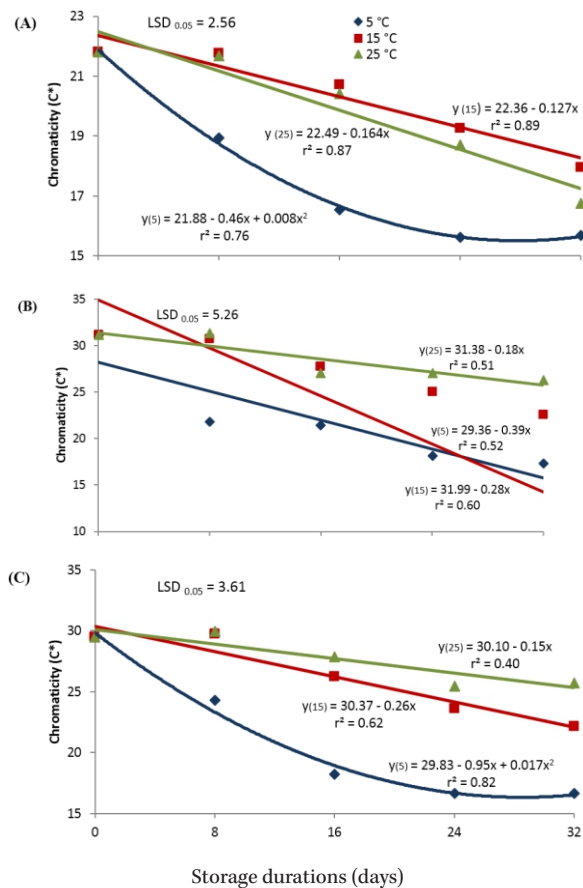 (A)
LSD 0.05 = 2.56
5 °C
15 °C
25 °C
23
21
19
17
15
Chromaticity (C*)
y (15) = 22.36 - 0.127x
r² = 0.89
y (25) = 22.49 - 0.164x
r² = 0.87
y(5) = 21.88 - 0.46x + 0.008x²
r² = 0.76
(B)
LSD 0.05 = 5.26
35
30
25
20
15
10
Chromaticity (C*)
y(25) = 31.38 - 0.18x
r² = 0.51
y(5) = 29.36 - 0.39x
r² = 0.52
y(15) = 31.99 - 0.28x
r² = 0.60
(C)
LSD 0.05 = 3.61
35
30
25
20
15
Chromaticity (C*)
y(25) = 30.10 - 0.15x
r² = 0.40
y(15) = 30.37 - 0.26x
r² = 0.62
y(5) = 29.83 - 0.95x + 0.017x²
r² = 0.82
0 8 16 24 32
Storage durations (days)